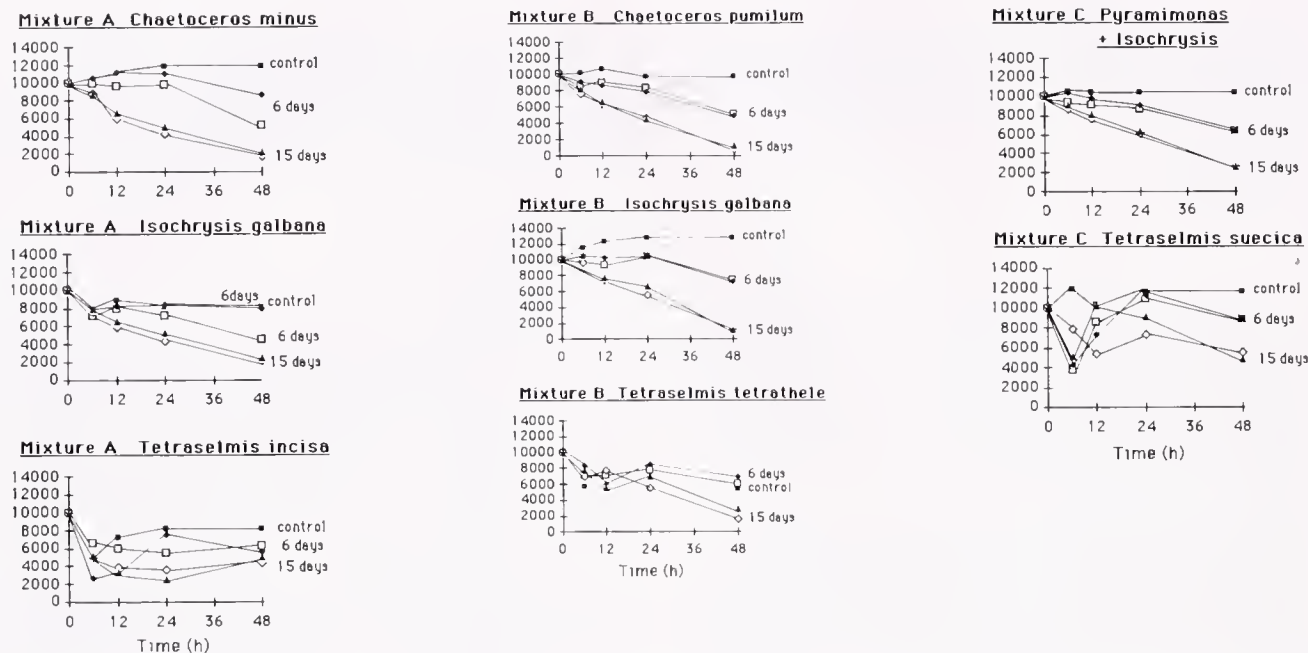 Mixture A Chaetoceros minus
14000
12000
10000
8000
6000
4000
2000
0
0 12 24 36 48
control
6 days
15 days
Mixture A Isochrysis galbana
14000
12000
10000
8000
6000
4000
2000
0
0 12 24 36 48
6days
control
6 days
15 days
Mixture A Tetraselmis incisa
14000
12000
10000
8000
6000
4000
2000
0
0 12 24 36 48
control
6 days
15 days
Time (h)
Mixture B Chaetoceros pumilum
14000
12000
10000
8000
6000
4000
2000
0
0 12 24 36 48
control
6 days
15 days
Mixture B Isochrysis galbana
14000
12000
10000
8000
6000
4000
2000
0
0 12 24 36 48
control
6 days
15 days
Mixture B Tetraselmis tetrathele
14000
12000
10000
8000
6000
4000
2000
0
0 12 24 36 48
6 days
control
15 days
Time (h)
Mixture C Pyramimonas
+ Isochrysis
14000
12000
10000
8000
6000
4000
2000
0
0 12 24 36 48
control
6 days
15 days
Mixture C Tetraselmis suecica
14000
12000
10000
8000
6000
4000
2000
0
0 12 24 36 48
control
6 days
15 days
Time (h)